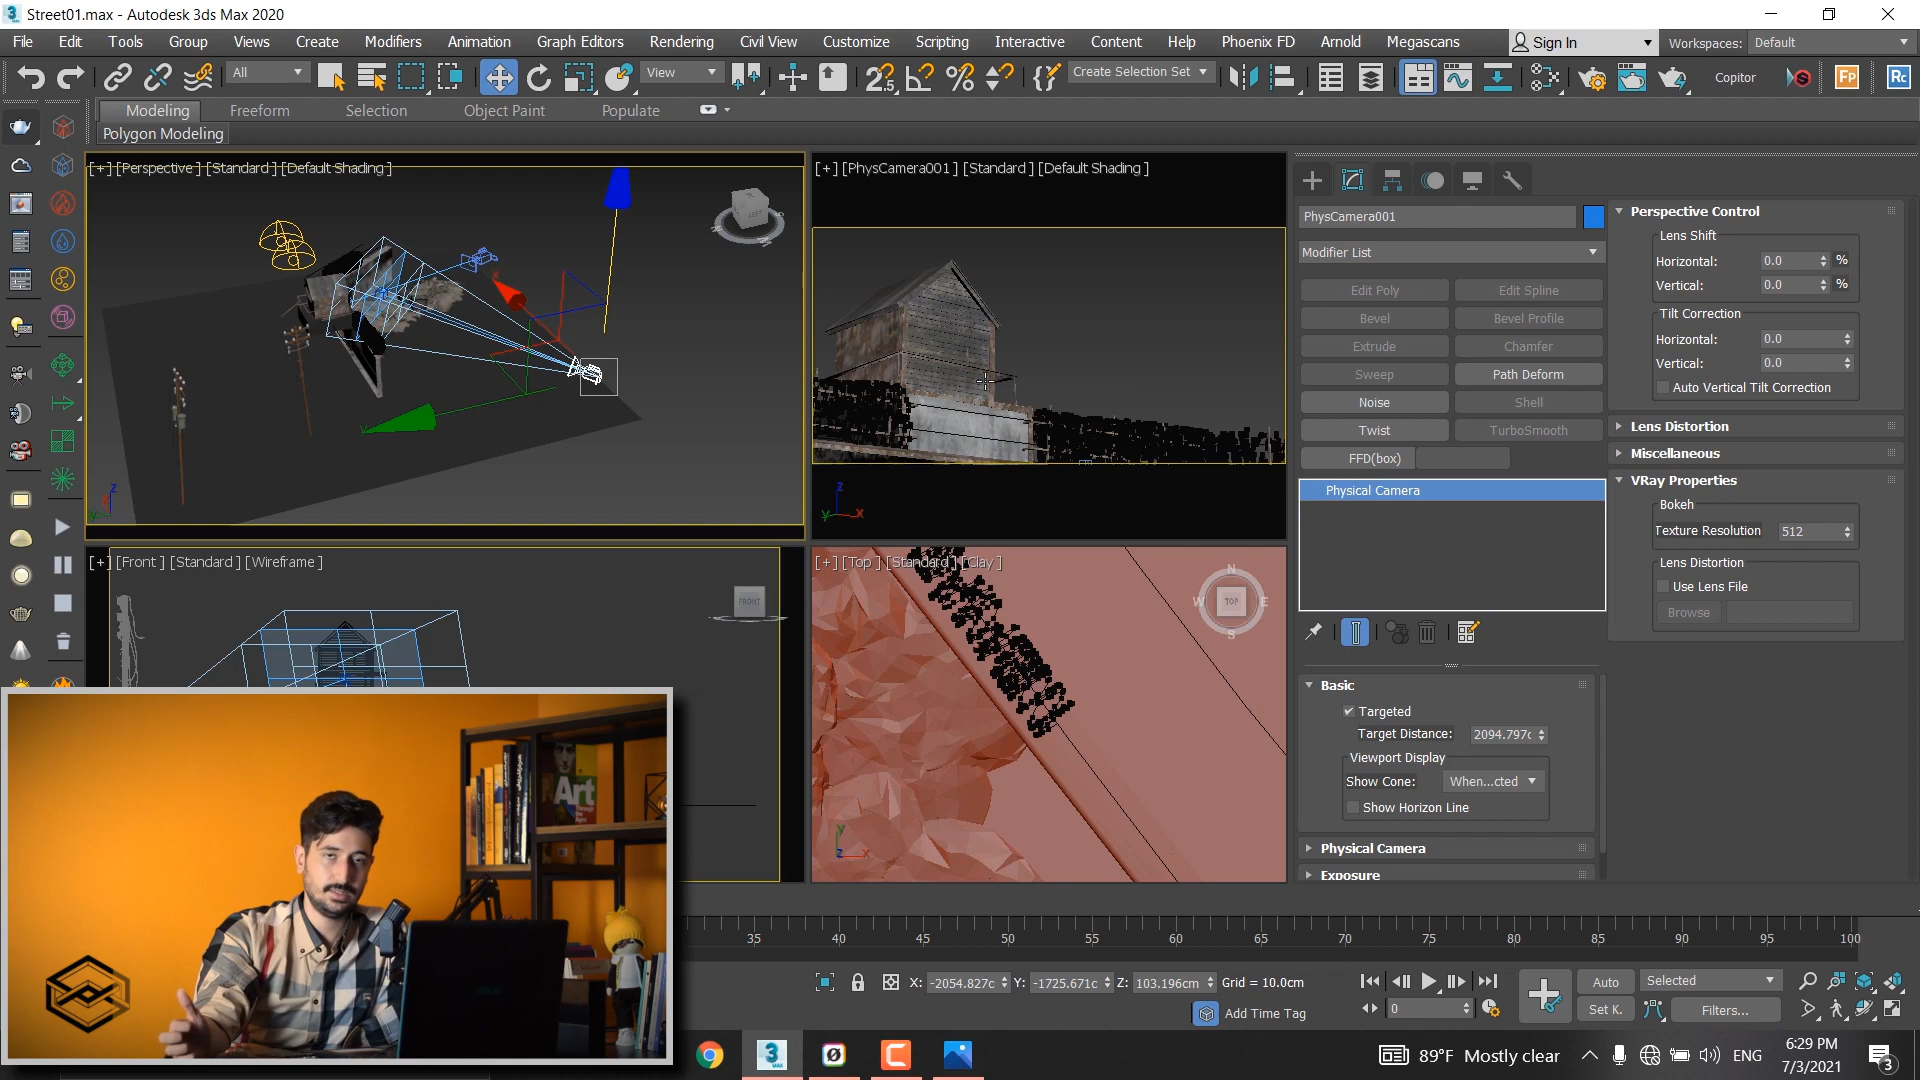 Street01.max - Autodesk 3ds Max 2020
File Edit Tools Group Views Create Modifiers Animation Graph Editors Rendering Civil View Customize Scripting Interactive Content Help Phoenix FD Arnold Megascans Sign In Workspaces: Default
All View Create Selection Set Copitor
Modeling Freeform Selection Object Paint Populate
Polygon Modeling
[+] [Perspective ] [Standard ] [Default Shading ]
[+] [PhysCamera001 ] [Standard ] [Default Shading ]
[+] [Front ] [Standard ] [Wireframe ]
FRONT
[+] [Top ] [Standard ] [Clay ]
N
W TOP E
S
LEFT
PhysCamera001
Modifier List
Edit Poly Edit Spline
Bevel Bevel Profile
Extrude Chamfer
Sweep Path Deform
Noise Shell
Twist TurboSmooth
FFD(box)
Physical Camera
Basic
Targeted
Target Distance: 2094.797c
Viewport Display
Show Cone: When...cted
Show Horizon Line
Physical Camera
Exposure
Perspective Control
Lens Shift
Horizontal: 0.0 %
Vertical: 0.0 %
Tilt Correction
Horizontal: 0.0
Vertical: 0.0
Auto Vertical Tilt Correction
Lens Distortion
Miscellaneous
VRay Properties
Bokeh
Texture Resolution 512
Lens Distortion
Use Lens File
Browse
Art
35 40 45 50 55 60 65 70 75 80 85 90 95 100
X: -2054.827c Y: -1725.671c Z: 103.196cm Grid = 10.0cm
Add Time Tag
0
Auto Selected
Set K. Filters...
89°F Mostly clear ENG
6:29 PM
7/3/2021
3